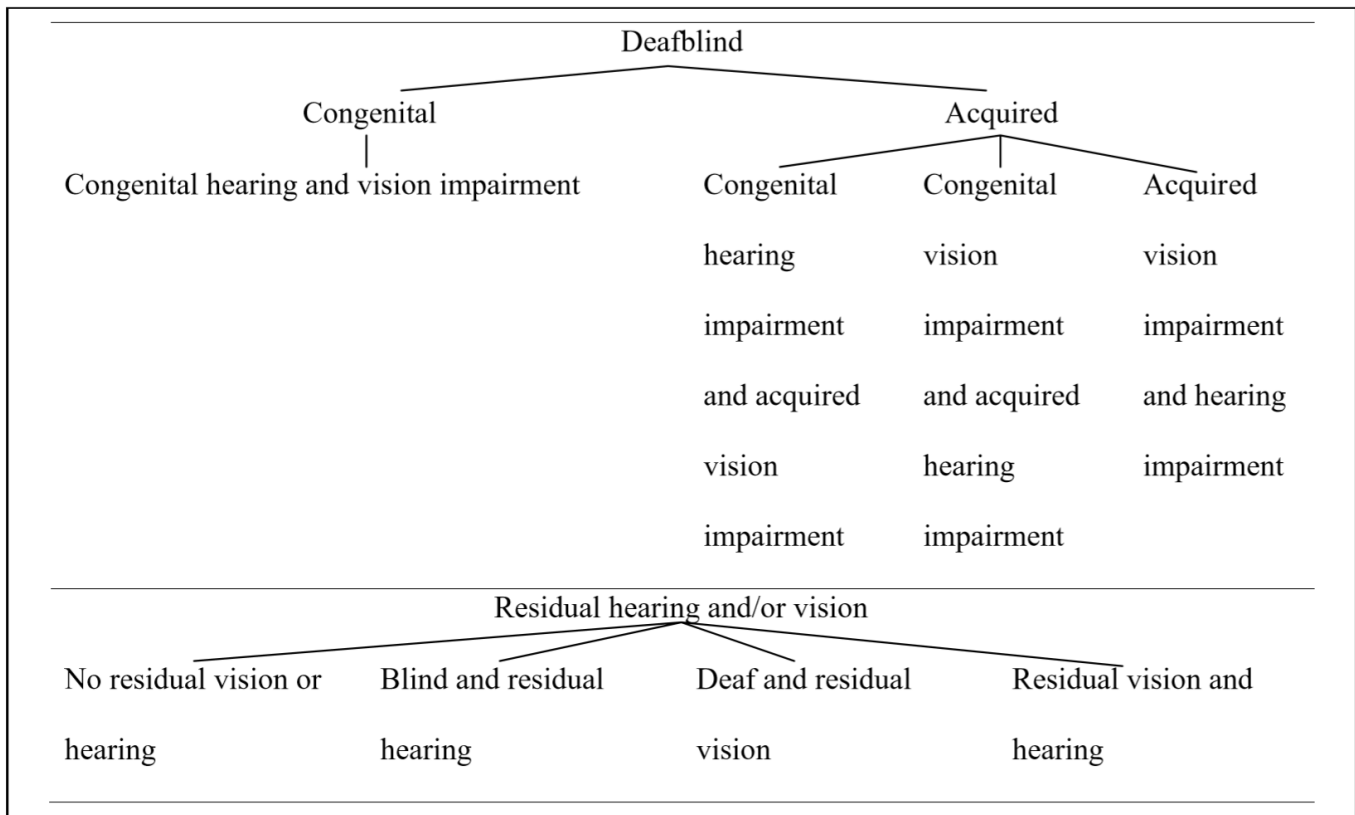 Deafblind
Congenital
Acquired
Congenital hearing and vision impairment
Congenital
hearing
impairment
and acquired
vision
impairment
Congenital
vision
impairment
and acquired
hearing
impairment
Acquired
vision
impairment
and hearing
impairment
Residual hearing and/or vision
No residual vision or
hearing
Blind and residual
hearing
Deaf and residual
vision
Residual vision and
hearing